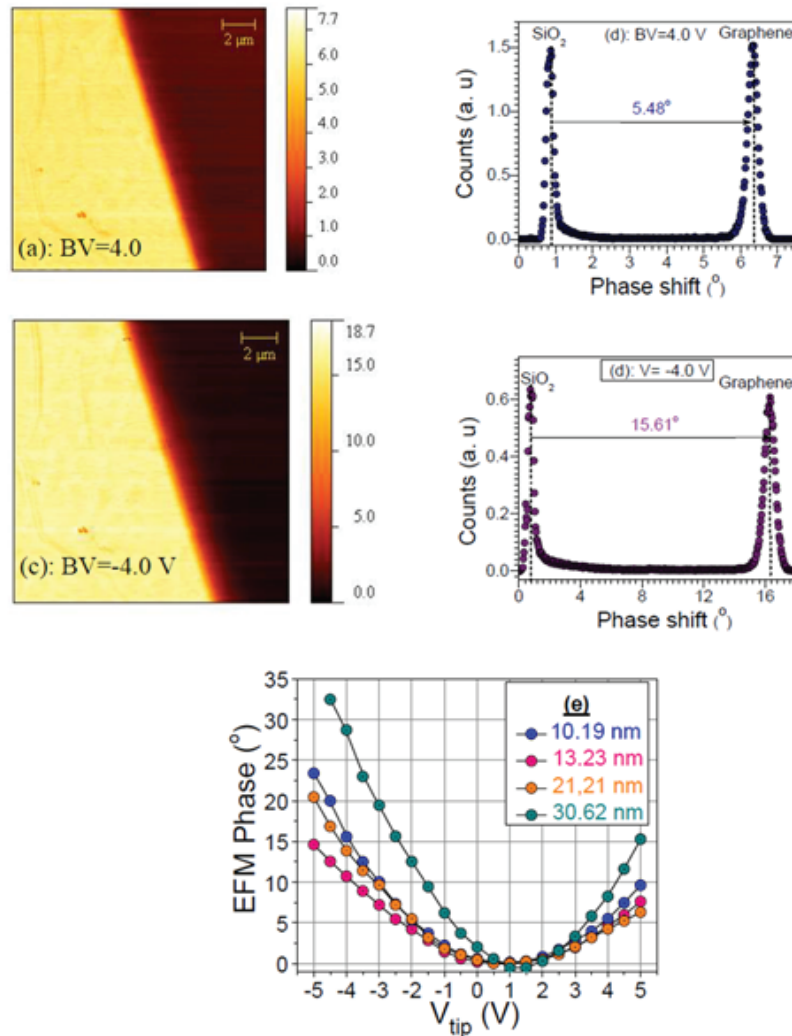 2 µm
(a): BV=4.0
7.7
6.0
5.0
4.0
3.0
2.0
1.0
0.0
SiO₂
(d): BV=4.0 V
Graphene
5.48°
Counts (a. u)
1.5
1.0
0.5
0.0
0 1 2 3 4 5 6 7
Phase shift (°)
2 µm
(c): BV=-4.0 V
18.7
15.0
10.0
5.0
0.0
SiO₂
(d): V= -4.0 V
Graphene
15.61°
Counts (a. u)
0.6
0.4
0.2
0.0
0 4 8 12 16
Phase shift (°)
(e)
10.19 nm
13.23 nm
21,21 nm
30.62 nm
EFM Phase (°)
35
30
25
20
15
10
5
0
-5 -4 -3 -2 -1 0 1 2 3 4 5
Vtip (V)